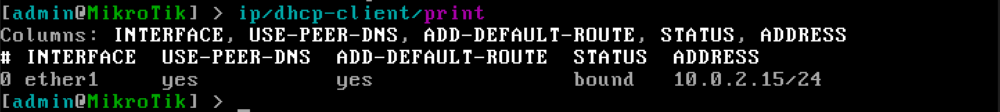 [admin@MikroTik] > ip/dhcp-client/print
Columns: INTERFACE, USE-PEER-DNS, ADD-DEFAULT-ROUTE, STATUS, ADDRESS
# INTERFACE  USE-PEER-DNS  ADD-DEFAULT-ROUTE  STATUS  ADDRESS
0 ether1     yes           yes                bound   10.0.2.15/24
[admin@MikroTik] > _